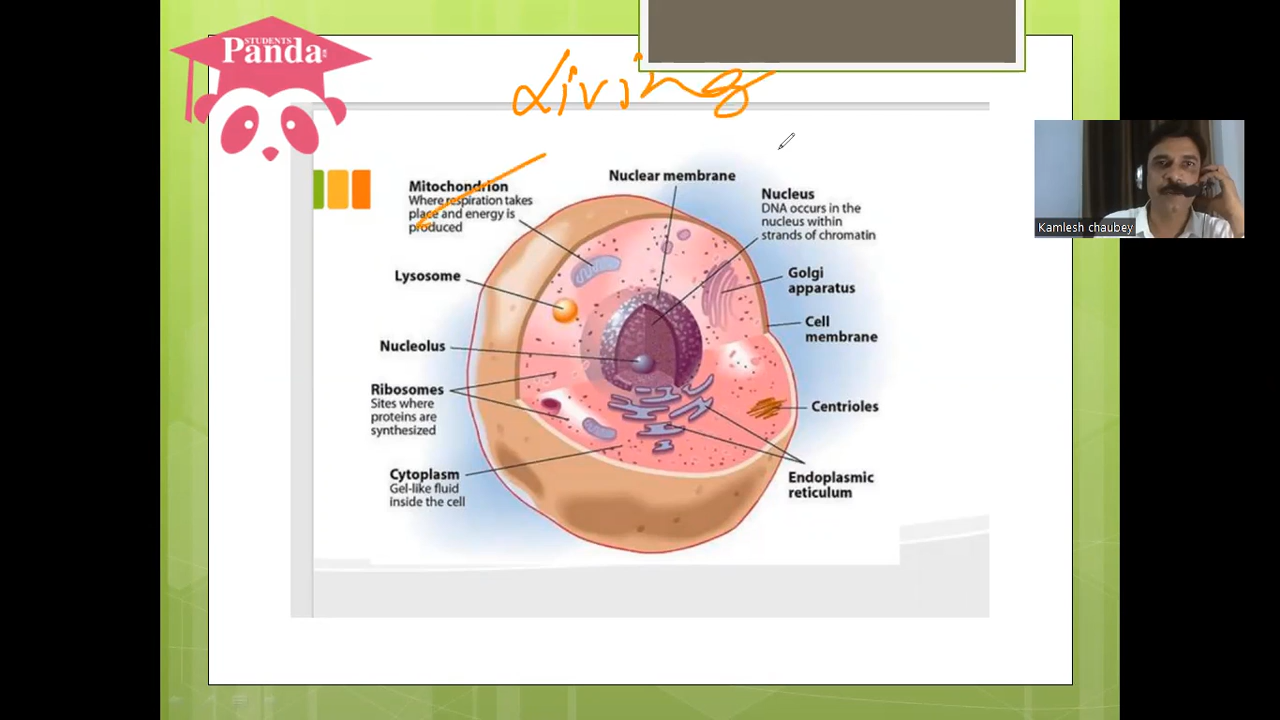 STUDENTS
Panda
Living
Mitochondrion
Where respiration takes
place and energy is
produced
Lysosome
Nucleolus
Ribosomes
Sites where
proteins are
synthesized
Cytoplasm
Gel-like fluid
inside the cell
Nuclear membrane
Nucleus
DNA occurs in the
nucleus within
strands of chromatin
Golgi
apparatus
Cell
membrane
Centrioles
Endoplasmic
reticulum
Kamlesh chaubey